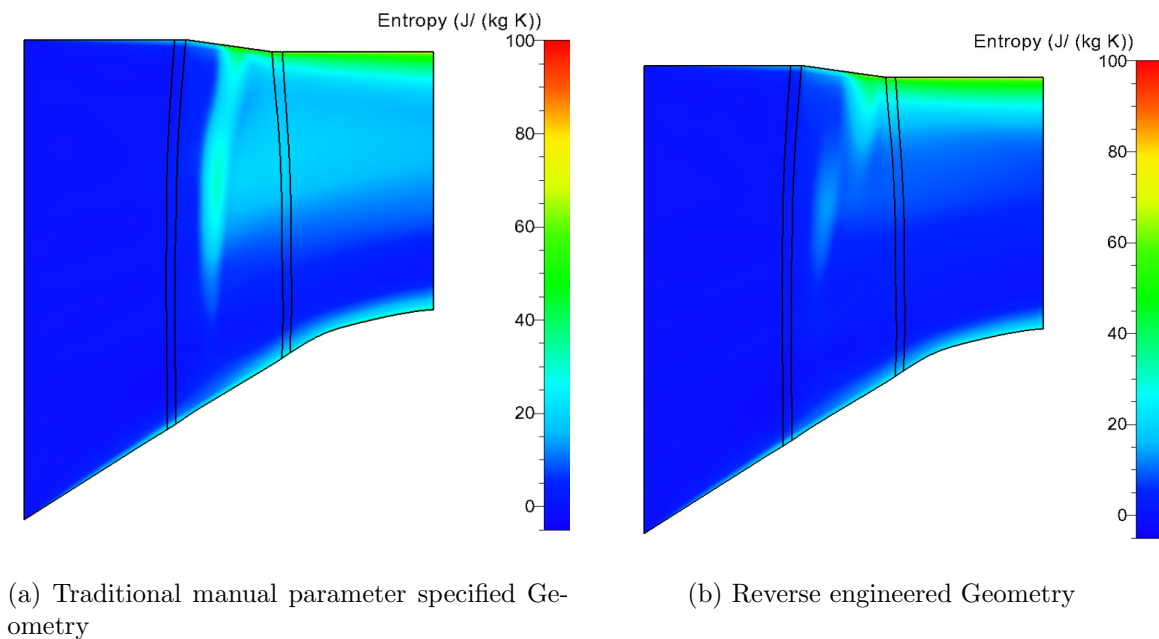 Entropy (J/ (kg K))
100
80
60
40
20
0
Entropy (J/ (kg K))
100
80
60
40
20
0
(a) Traditional manual parameter specified Ge-
ometry
(b) Reverse engineered Geometry